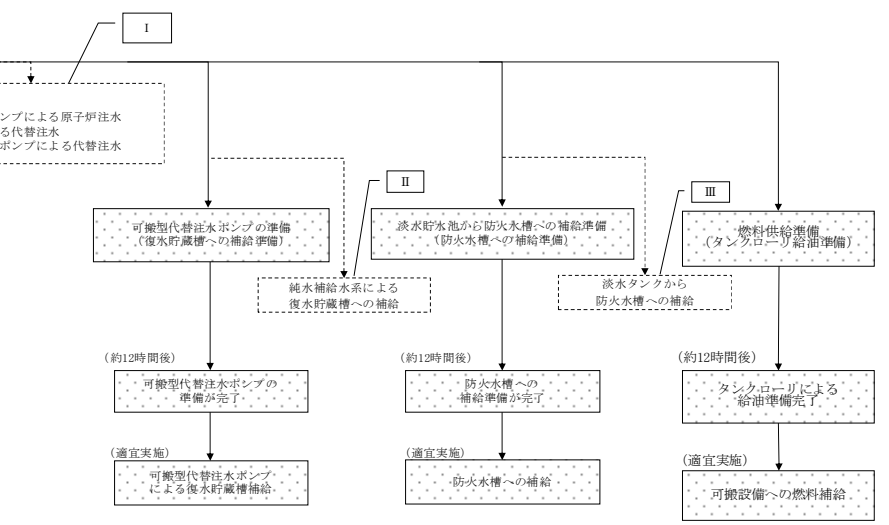 Ⅰ
ンプによる原子炉注水
る代替注水
ポンプによる代替注水
Ⅱ
Ⅲ
可搬型代替注水ポンプの準備
(復水貯蔵槽への補給準備)
淡水貯水池から防火水槽への補給準備
(防火水槽への補給準備)
燃料供給準備
(タンクローリ給油準備)
純水補給水系による
復水貯蔵槽への補給
淡水タンクから
防火水槽への補給
(約12時間後)
可搬型代替注水ポンプの
準備が完了
(約12時間後)
防火水槽への
補給準備が完了
(約12時間後)
タンクローリによる
給油準備完了
(適宜実施)
可搬型代替注水ポンプ
による復水貯蔵槽補給
(適宜実施)
防火水槽への補給
(適宜実施)
可搬設備への燃料補給